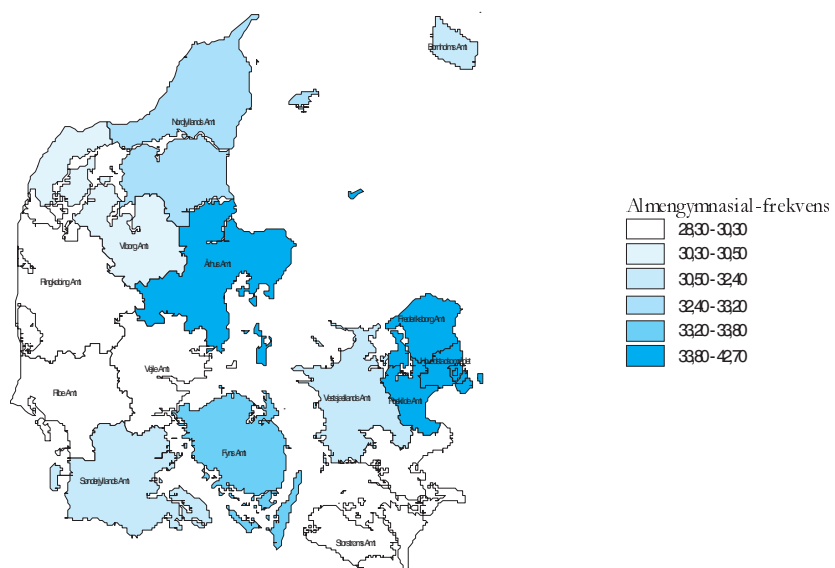 Bornholms Amt
Nordjyllands Amt
Viborg Amt
Århus Amt
Ringkøbing Amt
Frederiksborg Amt
Hovedstadsområdet
Vejle Amt
Ribe Amt
Vestsjællands Amt
Roskilde Amt
Fyns Amt
Sønderjyllands Amt
Storstrøms Amt
Almengymnasial-frekvens
28,30 - 30,30
30,30 - 30,50
30,50 - 32,40
32,40 - 33,20
33,20 - 33,80
33,80 - 42,70